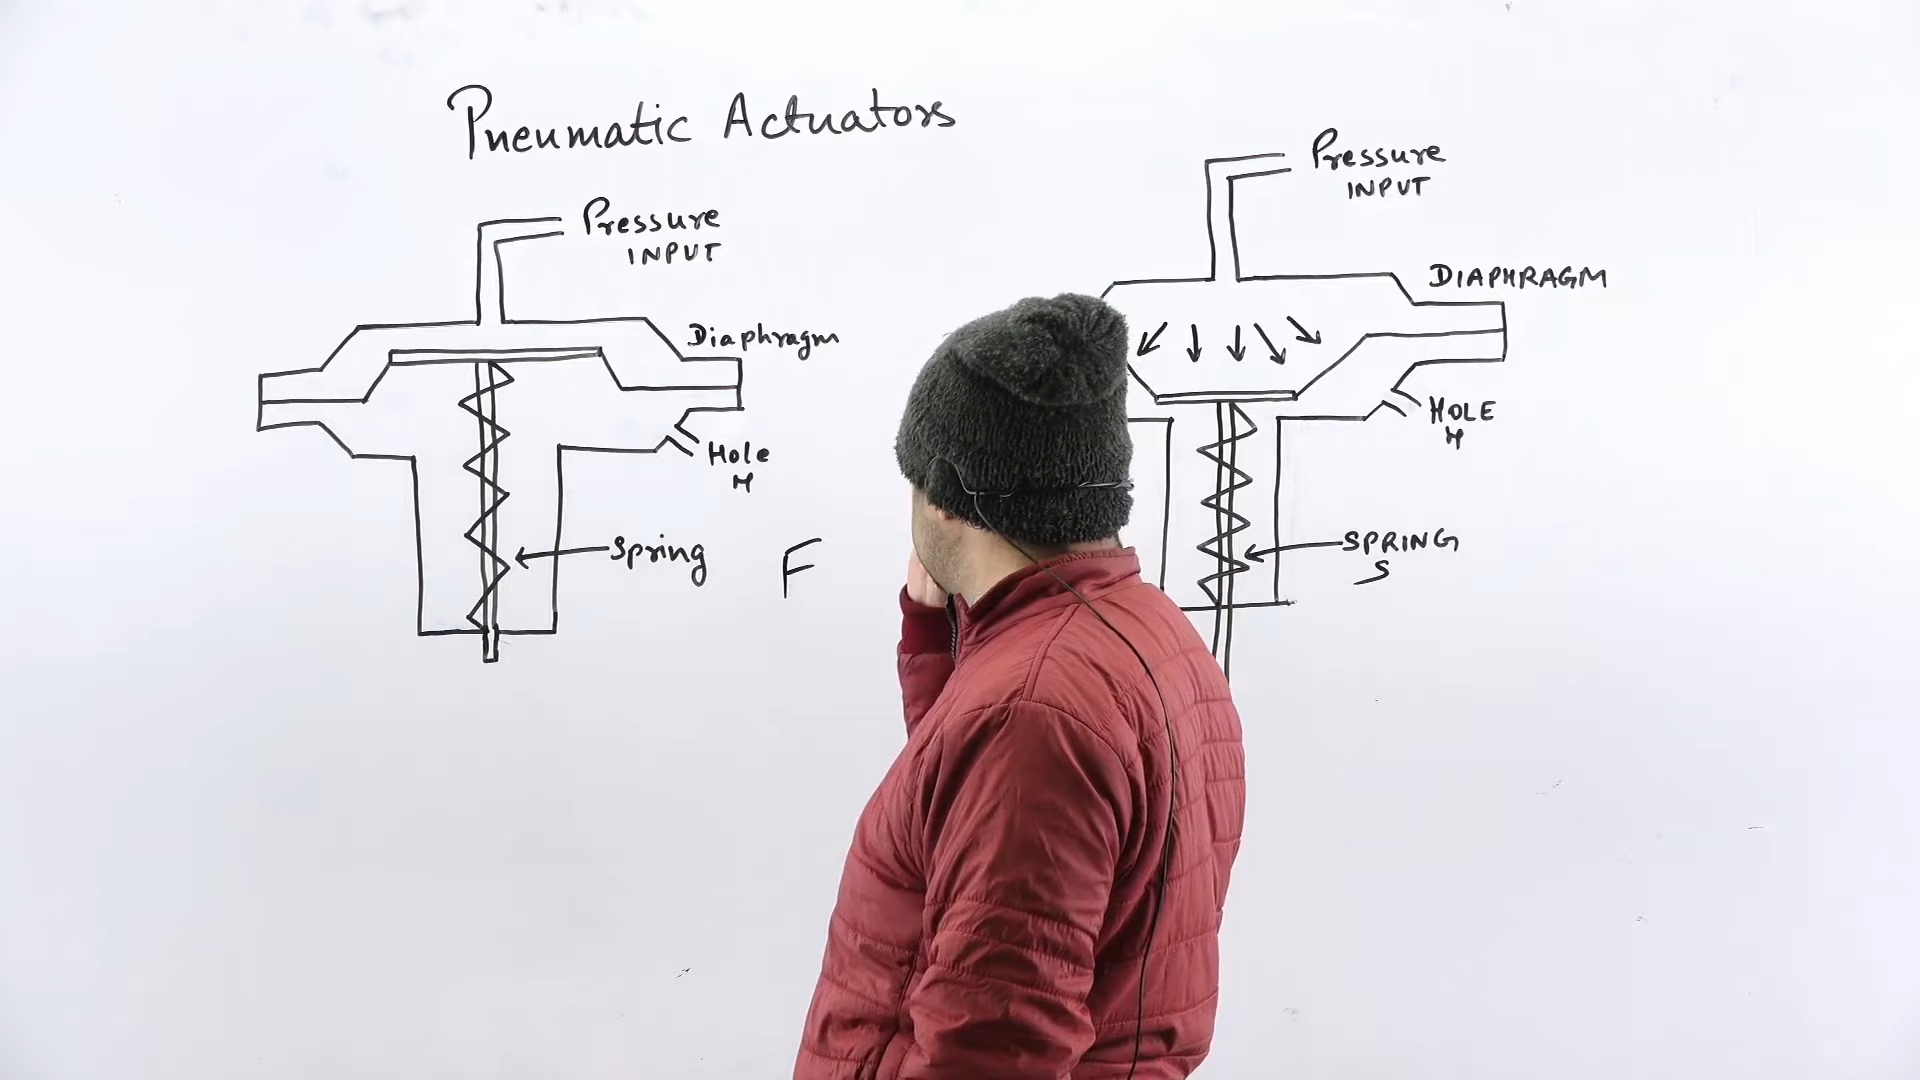 Pneumatic Actuators
Pressure
INPUT
Diaphragm
Hole
H
Spring
F
Pressure
INPUT
DIAPHRAGM
HOLE
H
SPRING
S